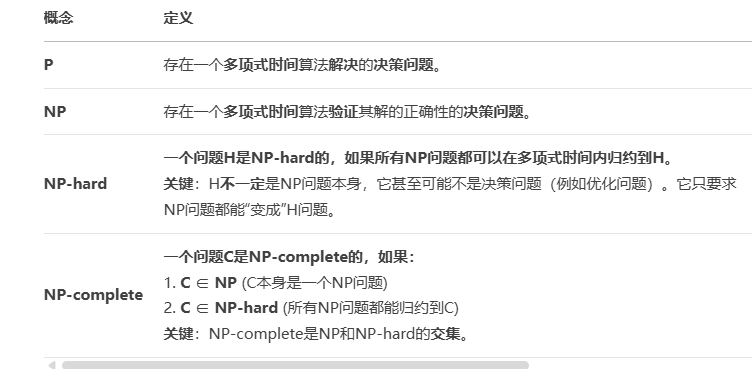 概念 定义
P 存在一个多项式时间算法解决的决策问题。
NP 存在一个多项式时间算法验证其解的正确性的决策问题。
一个问题H是NP-hard的，如果所有NP问题都可以在多项式时间内归约到H。
NP-hard 关键：H不一定是NP问题本身，它甚至可能不是决策问题（例如优化问题）。它只要求
NP问题都能“变成”H问题。
一个问题C是NP-complete的，如果：
1. C ∈ NP (C本身是一个NP问题)
NP-complete
2. C ∈ NP-hard (所有NP问题都能归约到C)
关键：NP-complete是NP和NP-hard的交集。